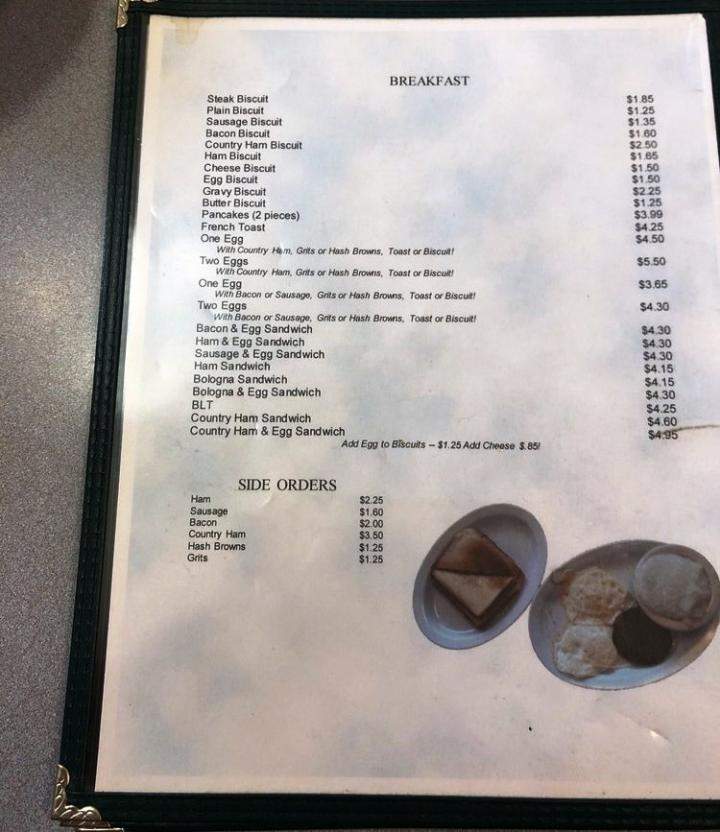 BREAKFAST
Steak Biscuit $1.85
Plain Biscuit $1.25
Sausage Biscuit $1.35
Bacon Biscuit $1.60
Country Ham Biscuit $2.50
Ham Biscuit $1.65
Cheese Biscuit $1.50
Egg Biscuit $1.50
Gravy Biscuit $2.25
Butter Biscuit $1.25
Pancakes (2 pieces) $3.99
French Toast $4.25
One Egg $4.50
With Country Ham, Grits or Hash Browns, Toast or Biscuit!
Two Eggs $5.50
With Country Ham, Grits or Hash Browns, Toast or Biscuit!
One Egg $3.65
With Bacon or Sausage, Grits or Hash Browns, Toast or Biscuit!
Two Eggs $4.30
With Bacon or Sausage, Grits or Hash Browns, Toast or Biscuit!
Bacon & Egg Sandwich $4.30
Ham & Egg Sandwich $4.30
Sausage & Egg Sandwich $4.30
Ham Sandwich $4.15
Bologna Sandwich $4.15
Bologna & Egg Sandwich $4.30
BLT $4.25
Country Ham Sandwich $4.60
Country Ham & Egg Sandwich $4.95
Add Egg to Biscuits – $1.25 Add Cheese $.85!
SIDE ORDERS
Ham $2.25
Sausage $1.60
Bacon $2.00
Country Ham $3.50
Hash Browns $1.25
Grits $1.25